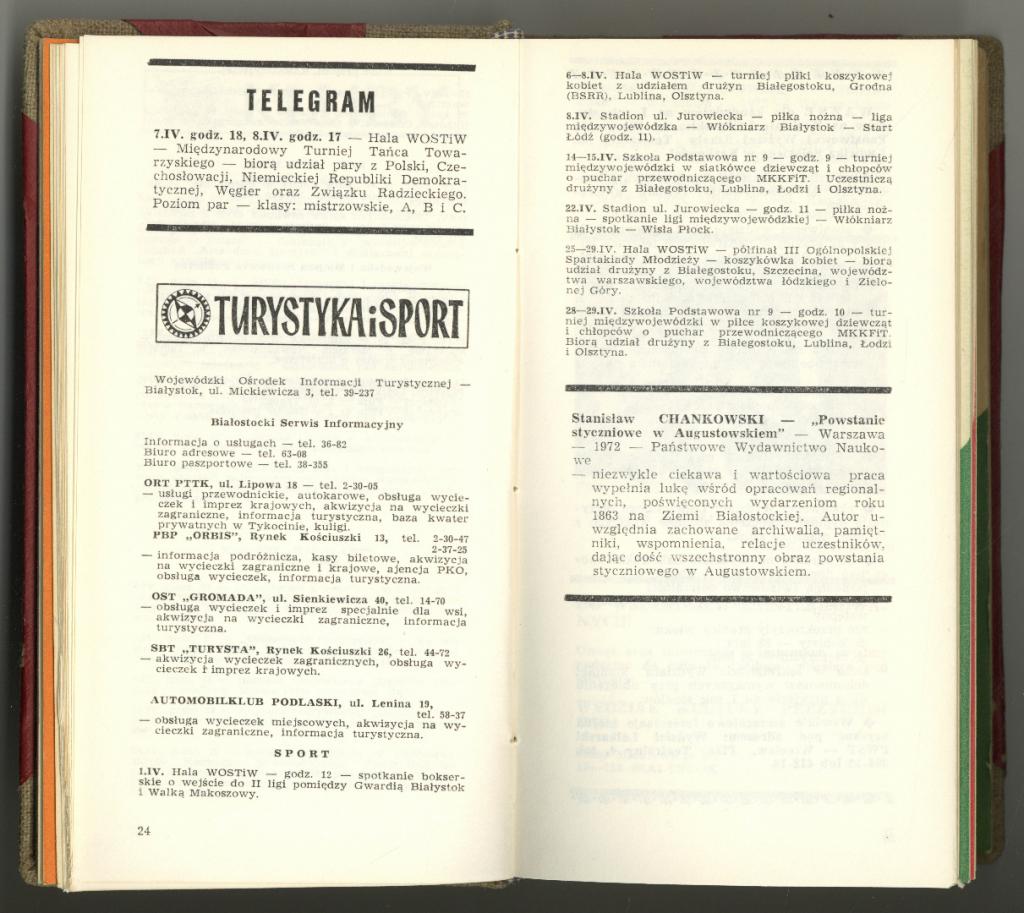 TELEGRAM
7.IV. godz. 18, 8.IV. godz. 17 — Hala WOSTiW
— Międzynarodowy Turniej Tańca Towa-
rzyskiego — biorą udział pary z Polski, Cze-
chosłowacji, Niemieckiej Republiki Demokra-
tycznej, Węgier oraz Związku Radzieckiego.
Poziom par — klasy: mistrzowskie, A, B i C.
TURYSTYKA i SPORT
Wojewódzki Ośrodek Informacji Turystycznej —
Białystok, ul. Mickiewicza 3, tel. 39-237
Białostocki Serwis Informacyjny
Informacja o usługach — tel. 36-82
Biuro adresowe — tel. 63-08
Biuro paszportowe — tel. 38-355
ORT PTTK, ul. Lipowa 18 — tel. 2-30-05
— usługi przewodnickie, autokarowe, obsługa wycie-
czek i imprez krajowych, akwizycja na wycieczki
zagraniczne, informacja turystyczna, baza kwater
prywatnych w Tykocinie, kuligi.
PBP „ORBIS", Rynek Kościuszki 13, tel. 2-30-47
2-37-25
— informacja podróżnicza, kasy biletowe, akwizycja
na wycieczki zagraniczne i krajowe, ajencja PKO,
obsługa wycieczek, informacja turystyczna.
OST „GROMADA", ul. Sienkiewicza 40, tel. 14-70
— obsługa wycieczek i imprez specjalnie dla wsi,
akwizycja na wycieczki zagraniczne, informacja
turystyczna.
SBT „TURYSTA", Rynek Kościuszki 26, tel. 44-72
— akwizycja wycieczek zagranicznych, obsługa wy-
cieczek i imprez krajowych.
AUTOMOBILKLUB PODLASKI, ul. Lenina 19,
tel. 58-37
— obsługa wycieczek miejscowych, akwizycja na wy-
cieczki zagraniczne, informacja turystyczna.
SPORT
1.IV. Hala WOSTiW — godz. 12 — spotkanie bokser-
skie o wejście do II ligi pomiędzy Gwardią Białystok
i Walką Makoszowy.
24
6—8.IV. Hala WOSTiW — turniej piłki koszykowej
kobiet z udziałem drużyn Białegostoku, Grodna
(BSRR), Lublina, Olsztyna.
8.IV. Stadion ul. Jurowiecka — piłka nożna — liga
międzywojewódzka — Włókniarz Białystok — Start
Łódź (godz. 11).
14—15.IV. Szkoła Podstawowa nr 9 — godz. 9 — turniej
międzywojewódzki w siatkówce dziewcząt i chłopców
o puchar przewodniczącego MKKFiT. Uczestniczą
drużyny z Białegostoku, Lublina, Łodzi i Olsztyna.
22.IV. Stadion ul. Jurowiecka — godz. 11 — piłka noż-
na — spotkanie ligi międzywojewódzkiej — Włókniarz
Białystok — Wisła Płock.
25—29.IV. Hala WOSTiW — półfinał III Ogólnopolskiej
Spartakiady Młodzieży — koszykówka kobiet — biorą
udział drużyny z Białegostoku, Szczecina, wojewódz-
twa warszawskiego, województwa łódzkiego i Zielo-
nej Góry.
28—29.IV. Szkoła Podstawowa nr 9 — godz. 10 — tur-
niej międzywojewódzki w piłce koszykowej dziewcząt
i chłopców o puchar przewodniczącego MKKFiT.
Biorą udział drużyny z Białegostoku, Lublina, Łodzi
i Olsztyna.
Stanisław CHANKOWSKI — „Powstanie
styczniowe w Augustowskiem" — Warszawa
— 1972 — Państwowe Wydawnictwo Nauko-
we
— niezwykle ciekawa i wartościowa praca
wypełnia lukę wśród opracowań regional-
nych, poświęconych wydarzeniom roku
1863 na Ziemi Białostockiej. Autor u-
względnia zachowane archiwalia, pamięt-
niki, wspomnienia, relacje uczestników,
dając dość wszechstronny obraz powstania
styczniowego w Augustowskiem.